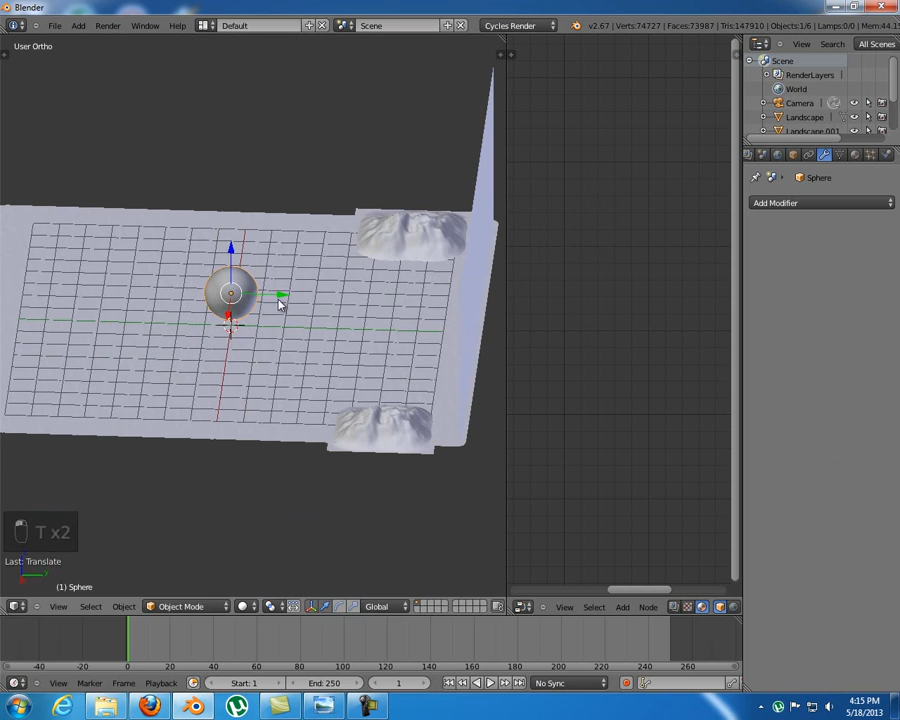 Blender
File Add Render Window Help Default Scene Cycles Render v2.67 | Verts:74727 | Faces:73987 | Tris:147910 | Objects:1/6 | Lamps:0/0 | Mem:44.1
User Ortho
View Search All Scenes
Scene
RenderLayers
World
Camera
Landscape
Landscape.001
Sphere
Add Modifier
T x2
Last: Translate
(1) Sphere
View Select Object Object Mode Global View Select Add Node
-40 -20 0 20 40 60 80 100 120 140 160 180 200 220 240 260 280
View Marker Frame Playback Start: 1 End: 250 1 No Sync
4:15 PM
5/18/2013